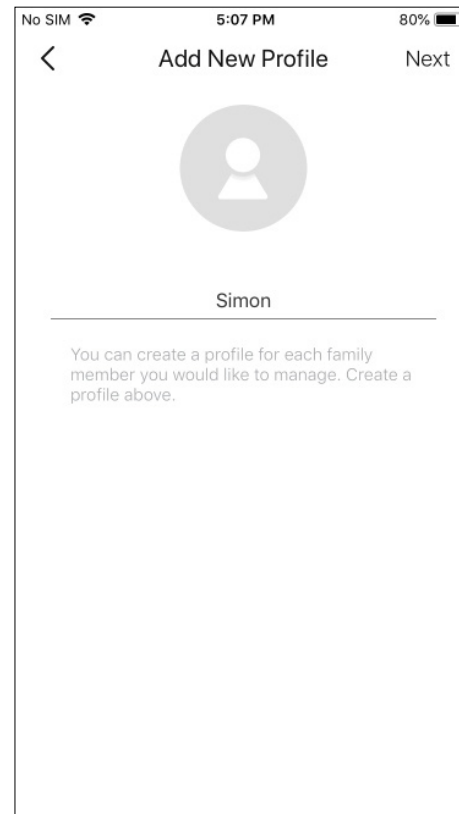 No SIM 5:07 PM 80%
Add New Profile Next
Simon
You can create a profile for each family
member you would like to manage. Create a
profile above.